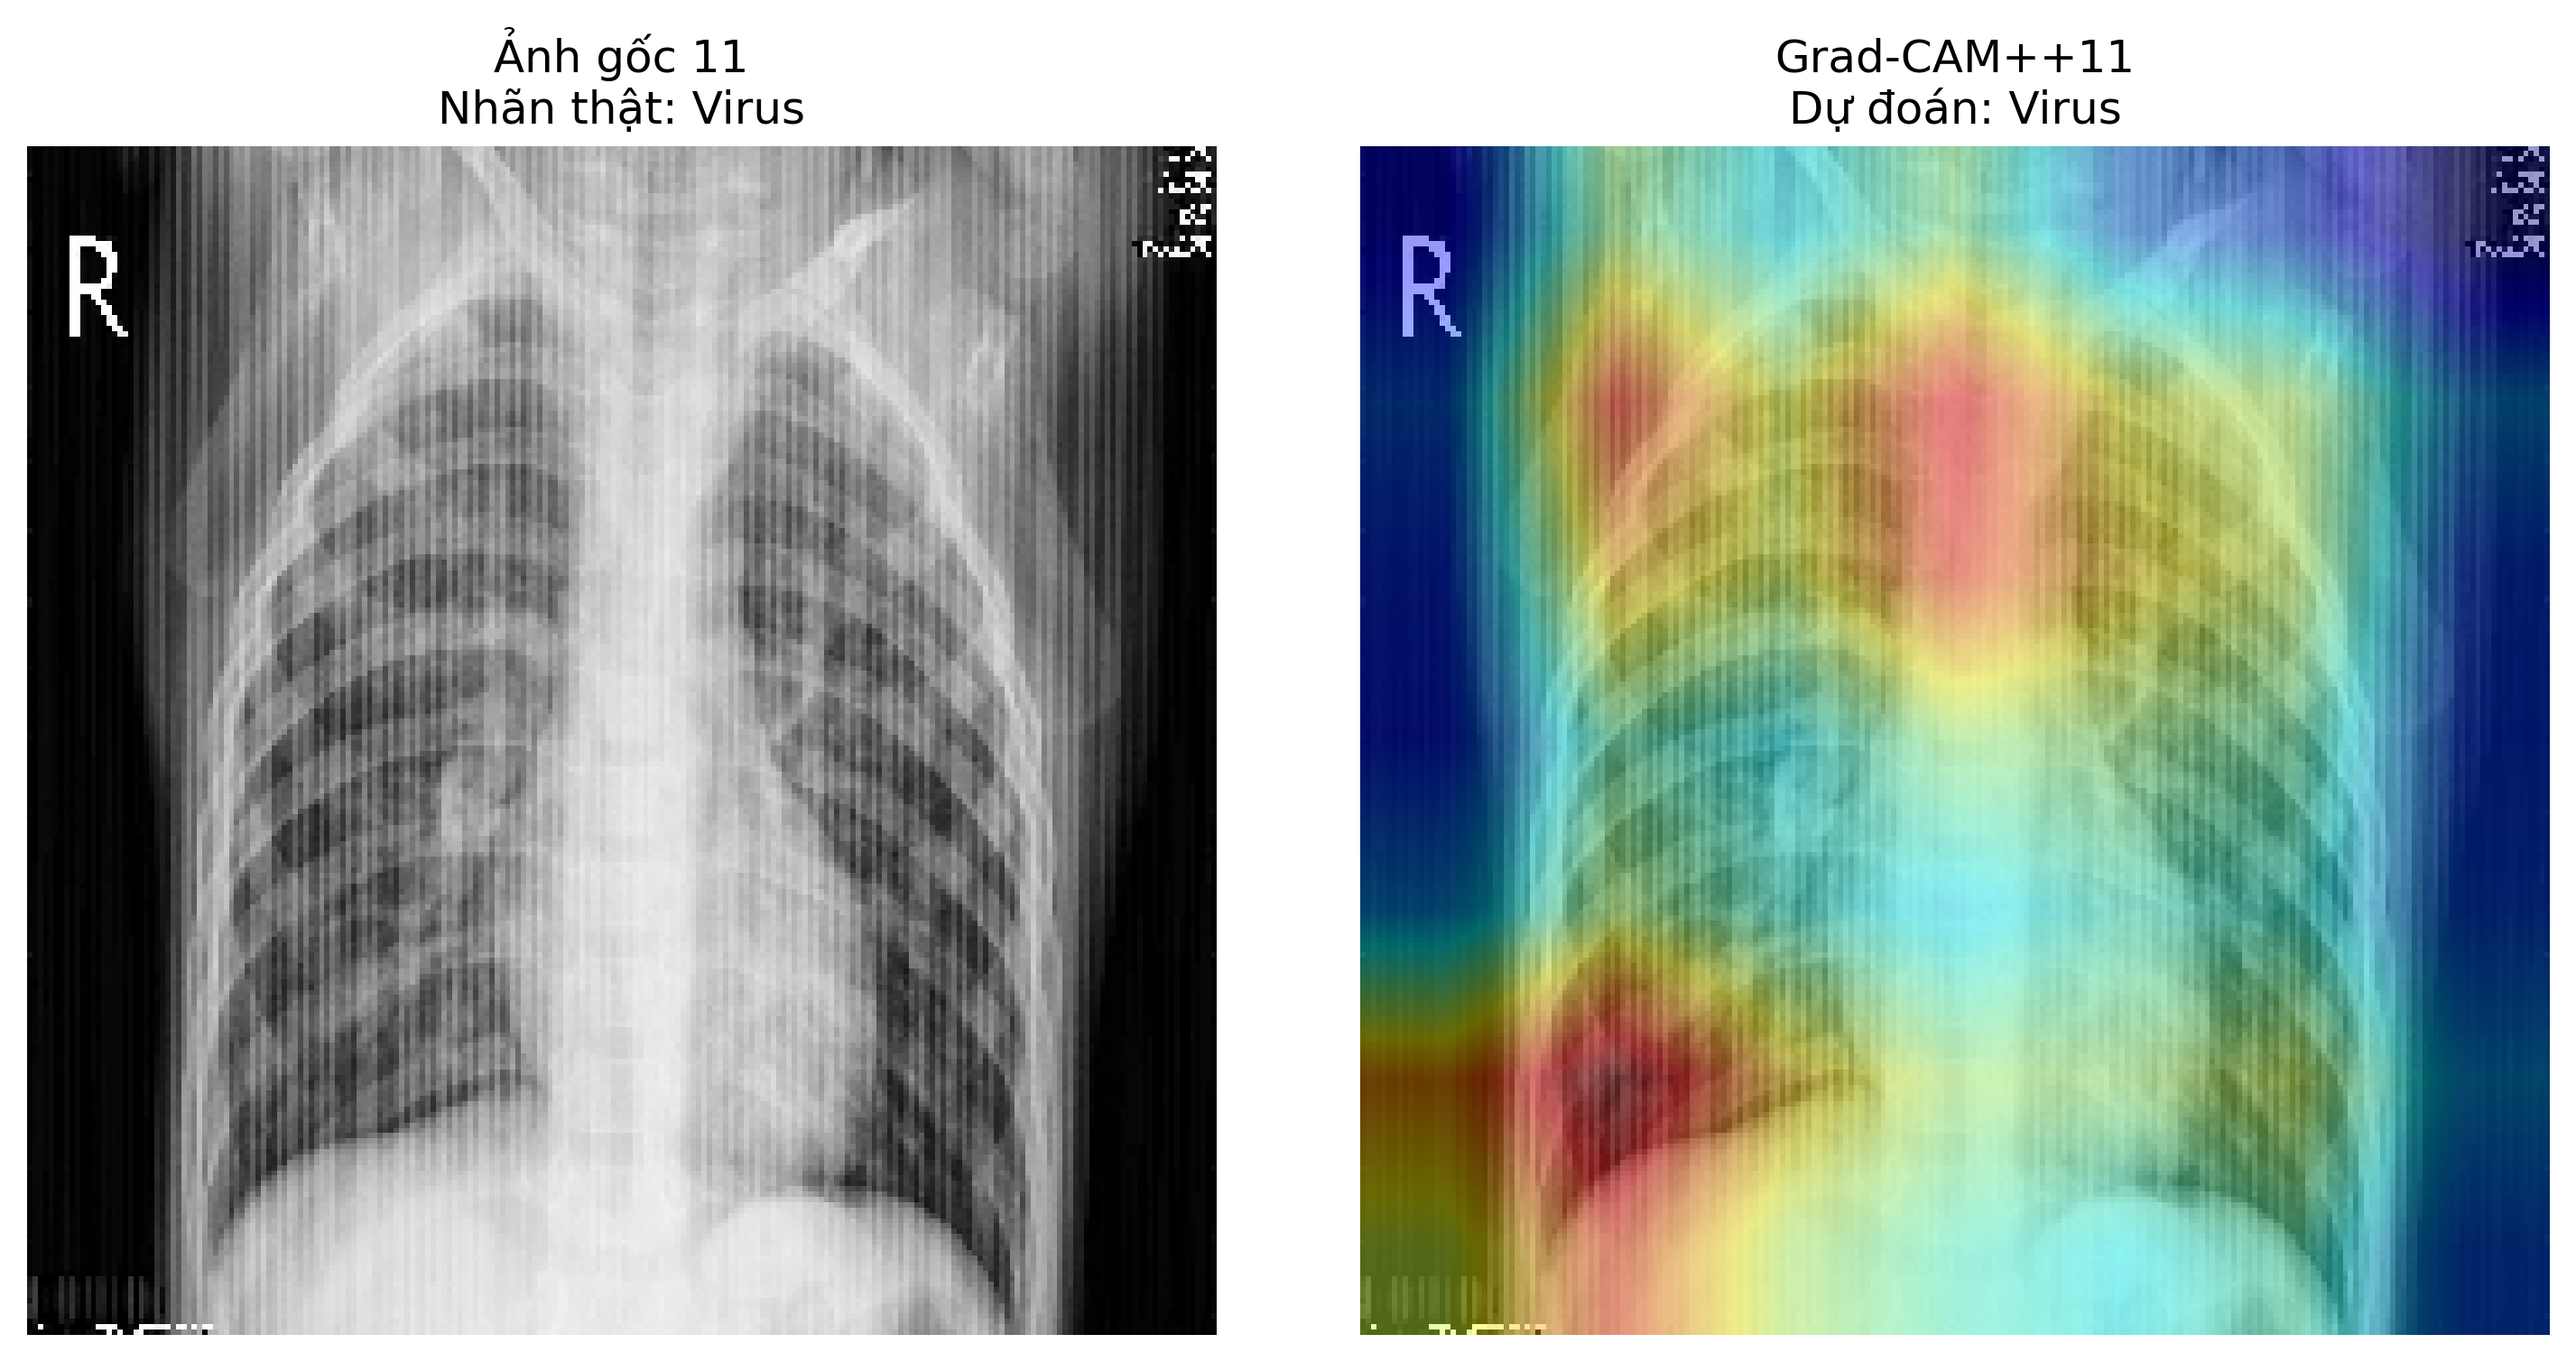 Ảnh gốc 11
Nhãn thật: Virus
Grad-CAM++11
Dự đoán: Virus
R
R